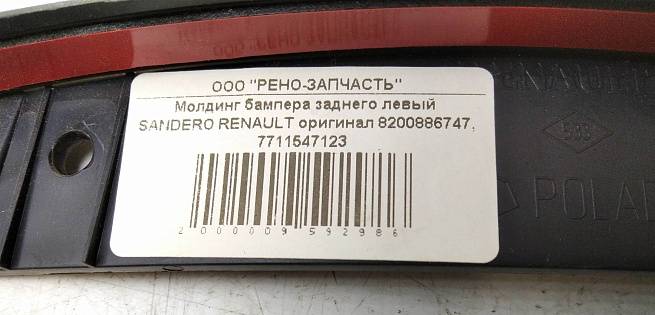 ООО "РЕНО-ЗАПЧАСТЬ"
Молдинг бампера заднего левый
SANDERO RENAULT оригинал 8200886747,
7711547123
2000009592986